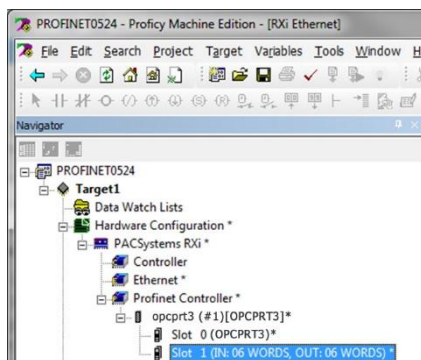 PROFINET0524 - Proficy Machine Edition - [RXi Ethernet]
File Edit Search Project Target Variables Tools Window H
Navigator
PROFINET0524
Target1
Data Watch Lists
Hardware Configuration *
PACSystems RXi *
Controller
Ethernet *
Profinet Controller *
opcprt3 (#1)[OPCPRT3]*
Slot 0 (OPCPRT3)*
Slot 1 (IN: 06 WORDS, OUT: 06 WORDS) *